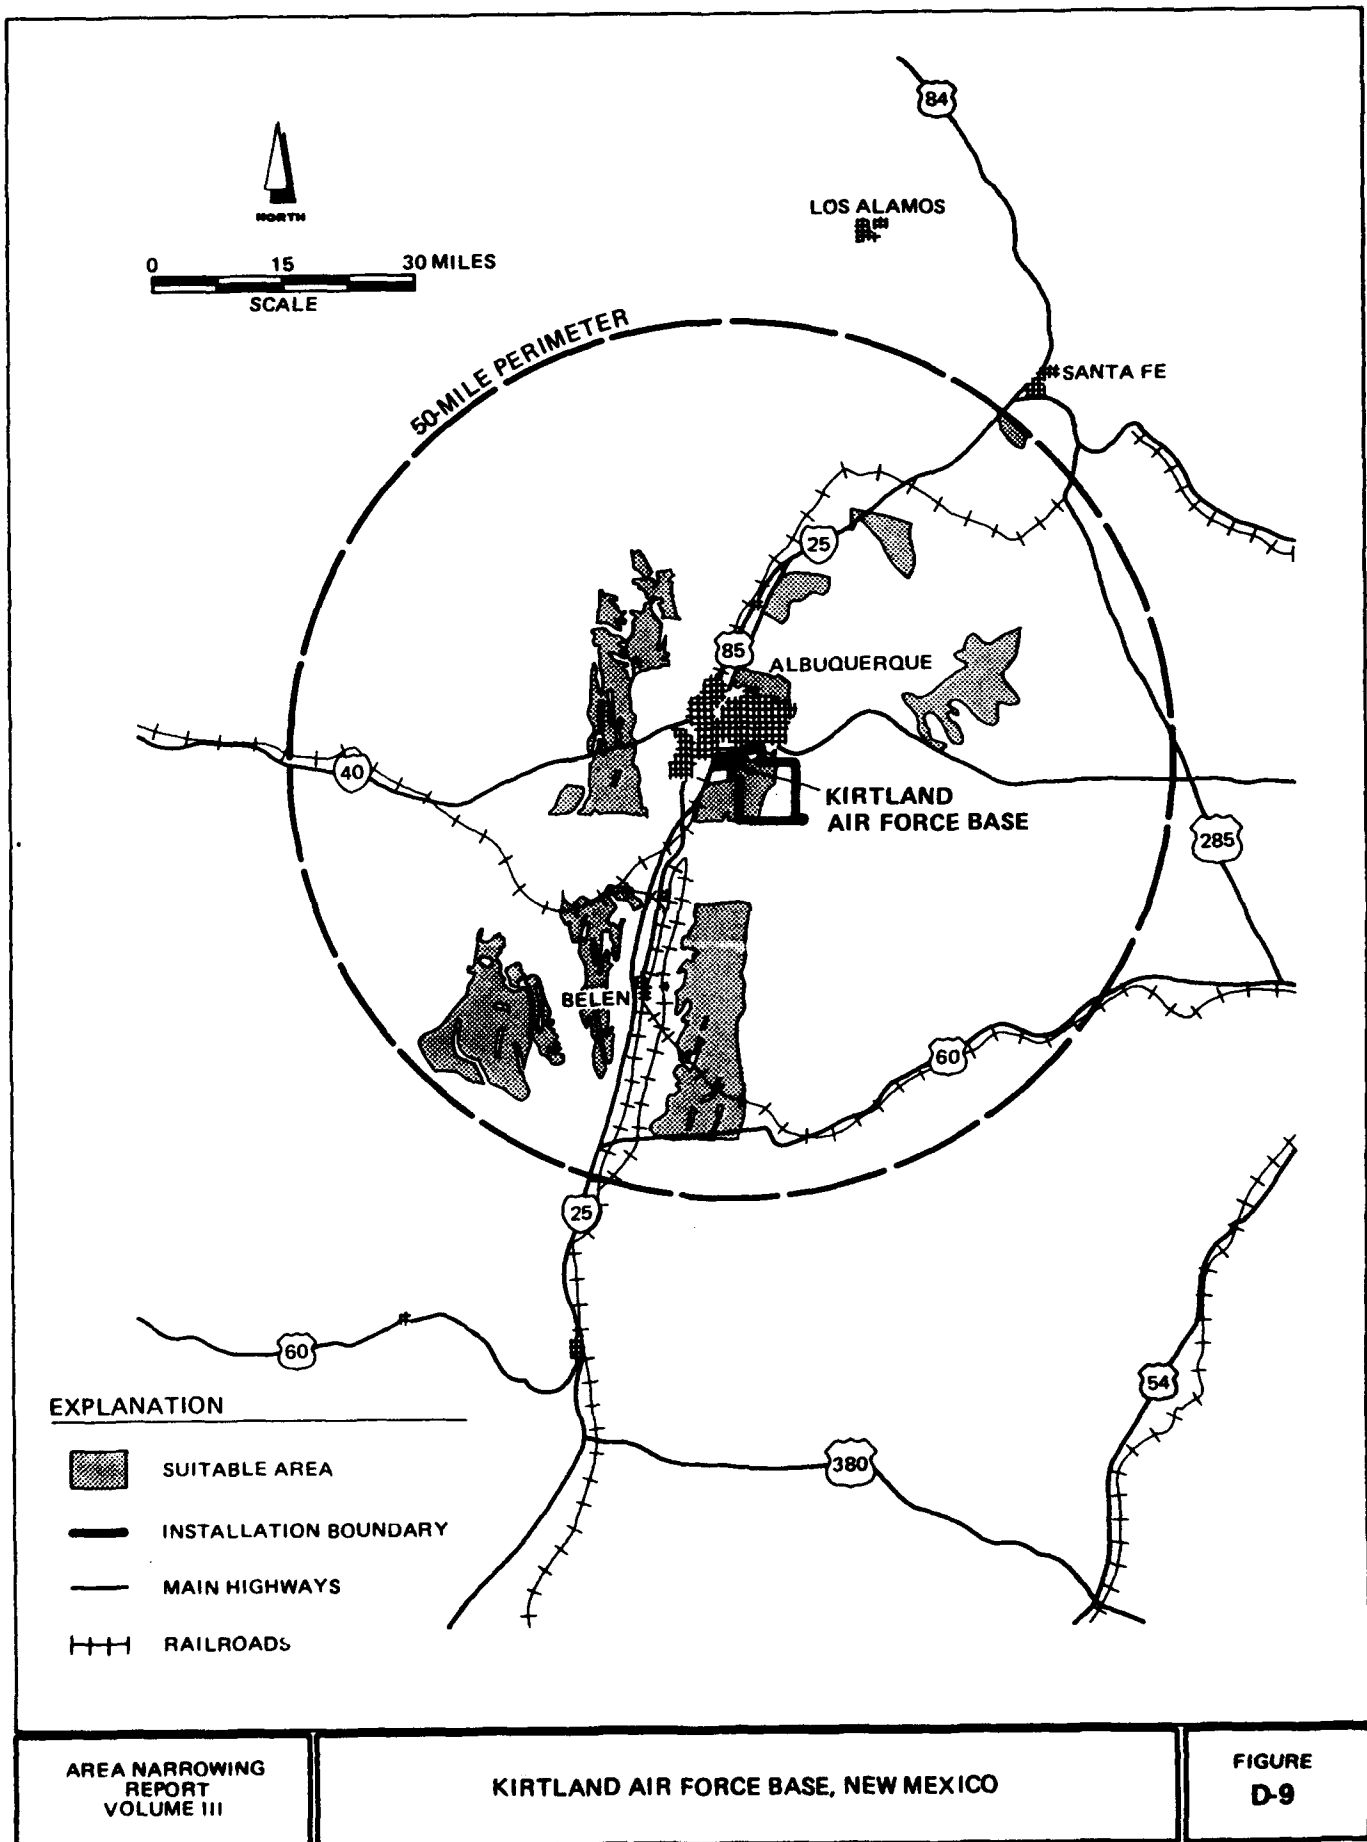 84
LOS ALAMOS
NORTH
0 15 30 MILES
SCALE
50-MILE PERIMETER
SANTA FE
25
85
ALBUQUERQUE
40
KIRTLAND
AIR FORCE BASE
285
BELEN
60
25
60
54
380
EXPLANATION
SUITABLE AREA
INSTALLATION BOUNDARY
MAIN HIGHWAYS
RAILROADS
AREA NARROWING
REPORT
VOLUME III
KIRTLAND AIR FORCE BASE, NEW MEXICO
FIGURE
D-9